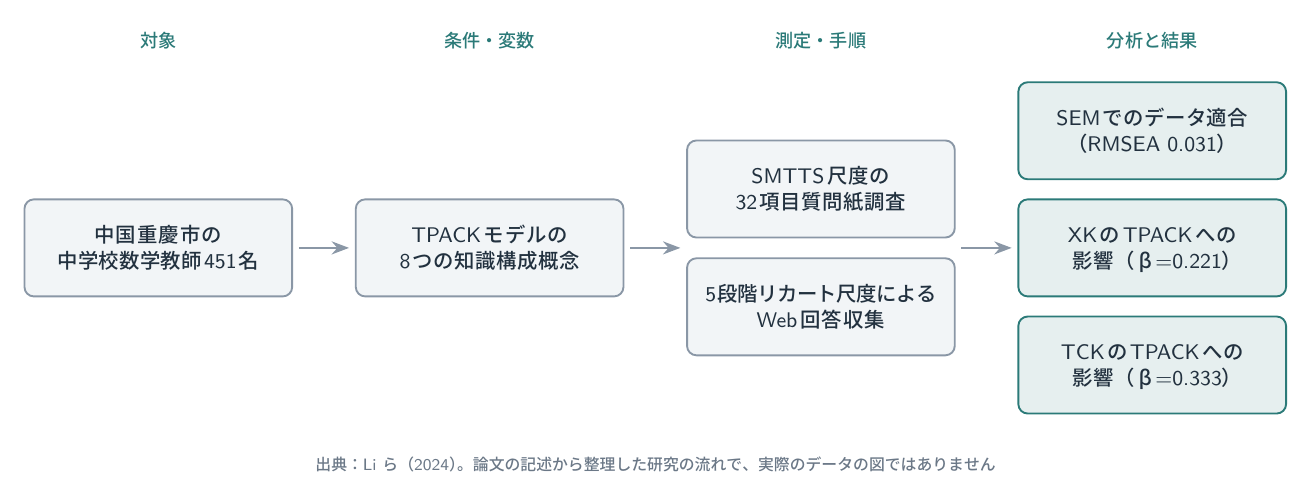 対象
中国重慶市の
中学校数学教師451名
条件・変数
TPACKモデルの
8つの知識構成概念
測定・手順
SMTTS尺度の
32項目質問紙調査
5段階リカート尺度による
Web回答収集
分析と結果
SEMでのデータ適合
（RMSEA 0.031）
XKのTPACKへの
影響（β=0.221）
TCKのTPACKへの
影響（β=0.333）
出典：Li ら（2024）。論文の記述から整理した研究の流れで、実際のデータの図ではありません